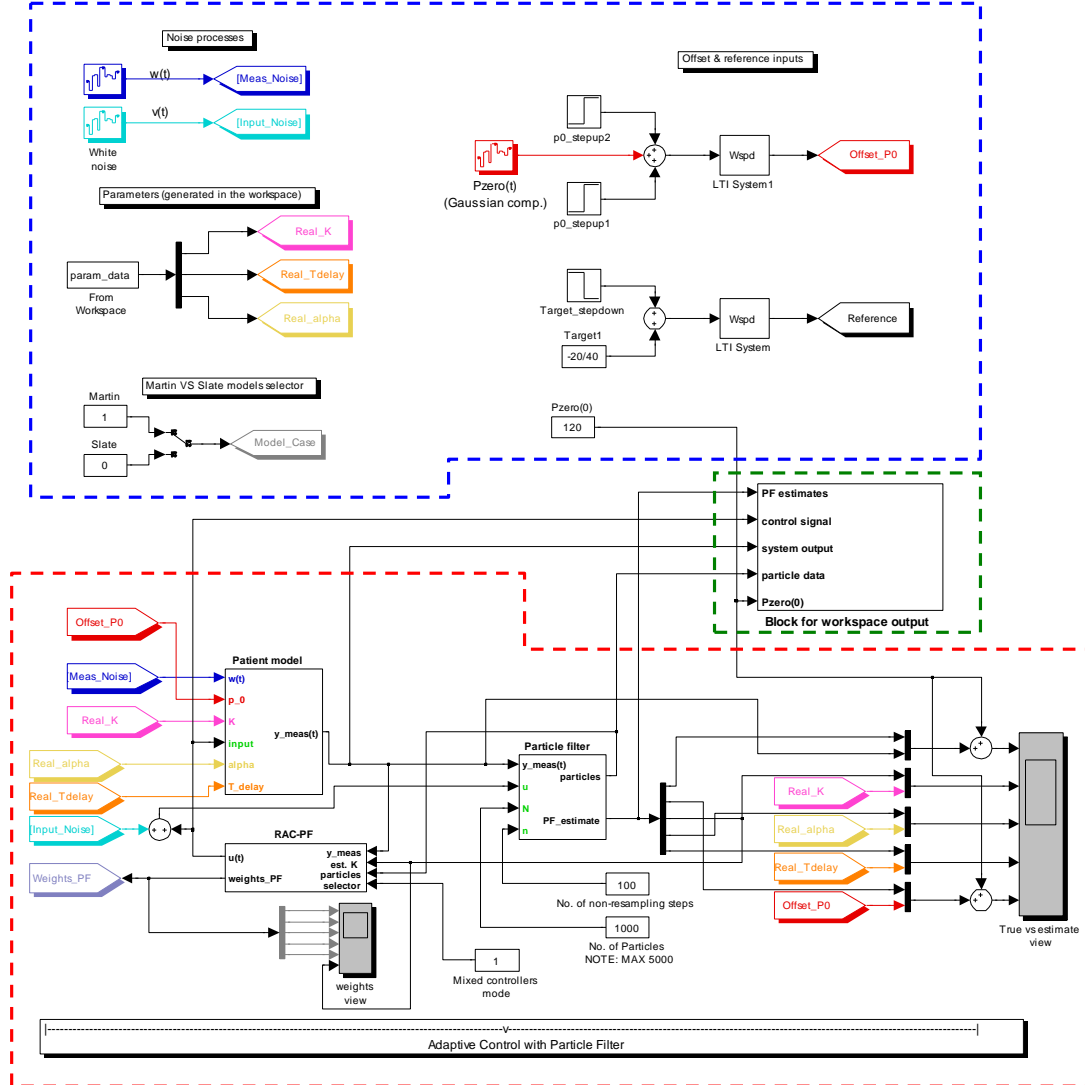 Noise processes
w(t)
[Meas_Noise]
v(t)
[Input_Noise]
White
noise
Parameters (generated in the workspace)
Real_K
param_data
Real_Tdelay
From
Workspace
Real_alpha
Martin VS Slate models selector
Martin
1
Slate
0
Model_Case
Offset & reference inputs
p0_stepup2
Pzero(t)
(Gaussian comp.)
p0_stepup1
Wspd
LTI System1
Offset_P0
Target_stepdown
Target1
-20/40
Wspd
LTI System
Reference
Pzero(0)
120
PF estimates
control signal
system output
particle data
Pzero(0)
Block for workspace output
Offset_P0
[Meas_Noise]
Real_K
Real_alpha
Real_Tdelay
[Input_Noise]
Weights_PF
Patient model
w(t)
p_0
K
input
alpha
T_delay
y_meas(t)
RAC-PF
u(t)
weights_PF
y_meas
est. K
particles
selector
Particle filter
y_meas(t)
particles
u
N
n
PF_estimate
100
No. of non-resampling steps
1000
No. of Particles
NOTE: MAX 5000
1
Mixed controllers
mode
weights
view
Real_K
Real_alpha
Real_Tdelay
Offset_P0
True vs estimate
view
|--------------------------------v--------------------------------|
Adaptive Control with Particle Filter